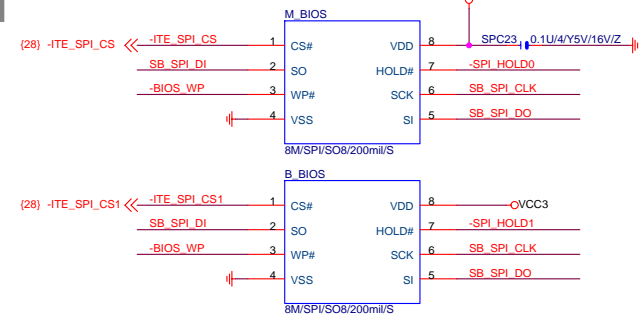 M_BIOS
{28} -ITE_SPI_CS -ITE_SPI_CS 1 CS# VDD 8 SPC23 0.1U/4/Y5V/16V/Z
SB_SPI_DI 2 SO HOLD# 7 -SPI_HOLD0
-BIOS_WP 3 WP# SCK 6 SB_SPI_CLK
4 VSS SI 5 SB_SPI_DO
8M/SPI/SO8/200mil/S
B_BIOS
{28} -ITE_SPI_CS1 -ITE_SPI_CS1 1 CS# VDD 8 VCC3
SB_SPI_DI 2 SO HOLD# 7 -SPI_HOLD1
-BIOS_WP 3 WP# SCK 6 SB_SPI_CLK
4 VSS SI 5 SB_SPI_DO
8M/SPI/SO8/200mil/S